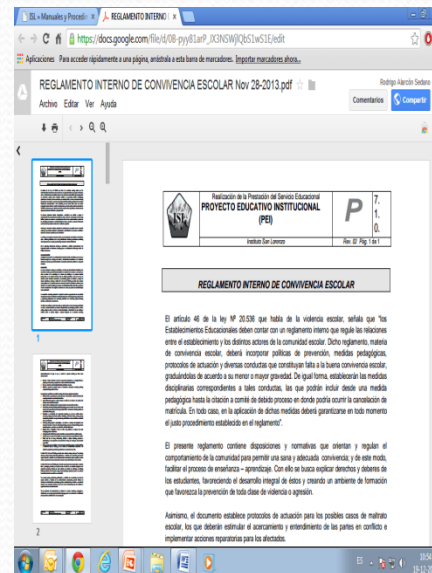 ISL » Manuales y Procedim
REGLAMENTO INTERNO D
https://docs.google.com/file/d/0B-pyy81arP_JX3NSWjlQbS1wS1E/edit
Aplicaciones Para acceder rápidamente a una página, arrástrala a esta barra de marcadores. Importar marcadores ahora...
REGLAMENTO INTERNO DE CONVIVENCIA ESCOLAR Nov 28-2013.pdf
Rodrigo Alarcón Sedano
Archivo Editar Ver Ayuda
Comentarios
Compartir
1
2
ISL
Realización de la Prestación del Servicio Educacional
PROYECTO EDUCATIVO INSTITUCIONAL
(PEI)
Instituto San Lorenzo
P
7.
1.
0.
Rev. 02 Pág. 1 de 1
REGLAMENTO INTERNO DE CONVIVENCIA ESCOLAR
El artículo 46 de la ley Nº 20.536 que habla de la violencia escolar, señala que "los
Establecimientos Educacionales deben contar con un reglamento interno que regule las relaciones
entre el establecimiento y los distintos actores de la comunidad escolar. Dicho reglamento, materia
de convivencia escolar, deberá incorporar políticas de prevención, medidas pedagógicas,
protocolos de actuación y diversas conductas que constituyan falta a la buena convivencia escolar,
graduándolas de acuerdo a su menor o mayor gravedad. De igual forma, establecerán las medidas
disciplinarias correspondientes a tales conductas, las que podrán incluir desde una medida
pedagógica hasta la citación a comité de debido proceso en donde podría ocurrir la cancelación de
matrícula. En todo caso, en la aplicación de dichas medidas deberá garantizarse en todo momento
el justo procedimiento establecido en el reglamento".
El presente reglamento contiene disposiciones y normativas que orientan y regulan el
comportamiento de la comunidad para permitir una sana y adecuada convivencia; y de este modo,
facilitar el proceso de enseñanza – aprendizaje. Con ello se busca explicar derechos y deberes de
los estudiantes, favoreciendo el desarrollo integral de éstos y creando un ambiente de formación
que favorezca la prevención de toda clase de violencia o agresión.
Asimismo, el documento establece protocolos de actuación para los posibles casos de maltrato
escolar, los que deberán estimular el acercamiento y entendimiento de las partes en conflicto e
implementar acciones reparatorias para los afectados.
ES
18:54